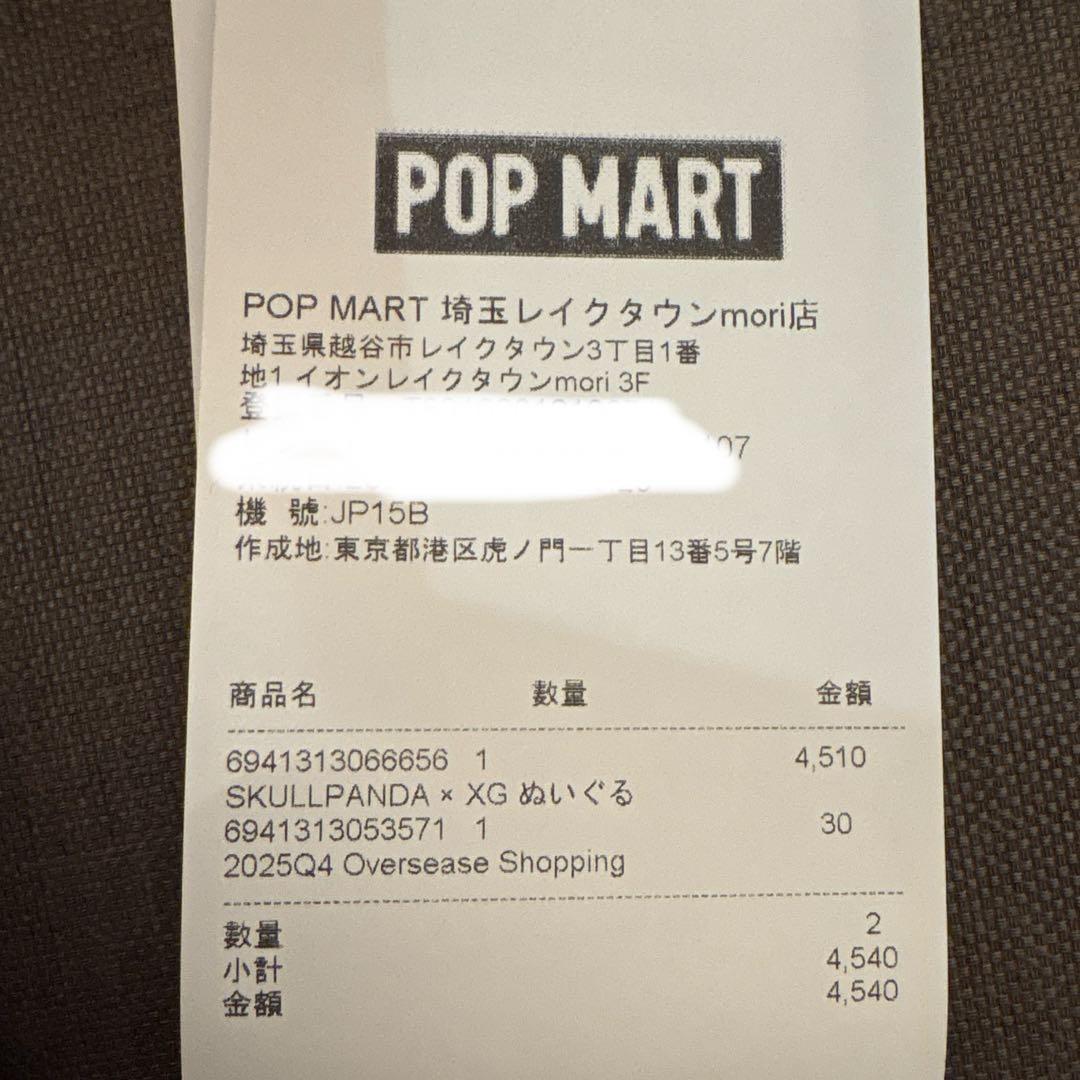 POP MART
POP MART 埼玉レイクタウンmori店
埼玉県越谷市レイクタウン3丁目1番
地1 イオンレイクタウンmori 3F
登
107
機 號:JP15B
作成地:東京都港区虎ノ門一丁目13番5号7階
商品名 數量 金額
6941313066656 1 4,510
SKULLPANDA × XG ぬいぐる
6941313053571 1 30
2025Q4 Oversease Shopping
數量 2
小計 4,540
金額 4,540